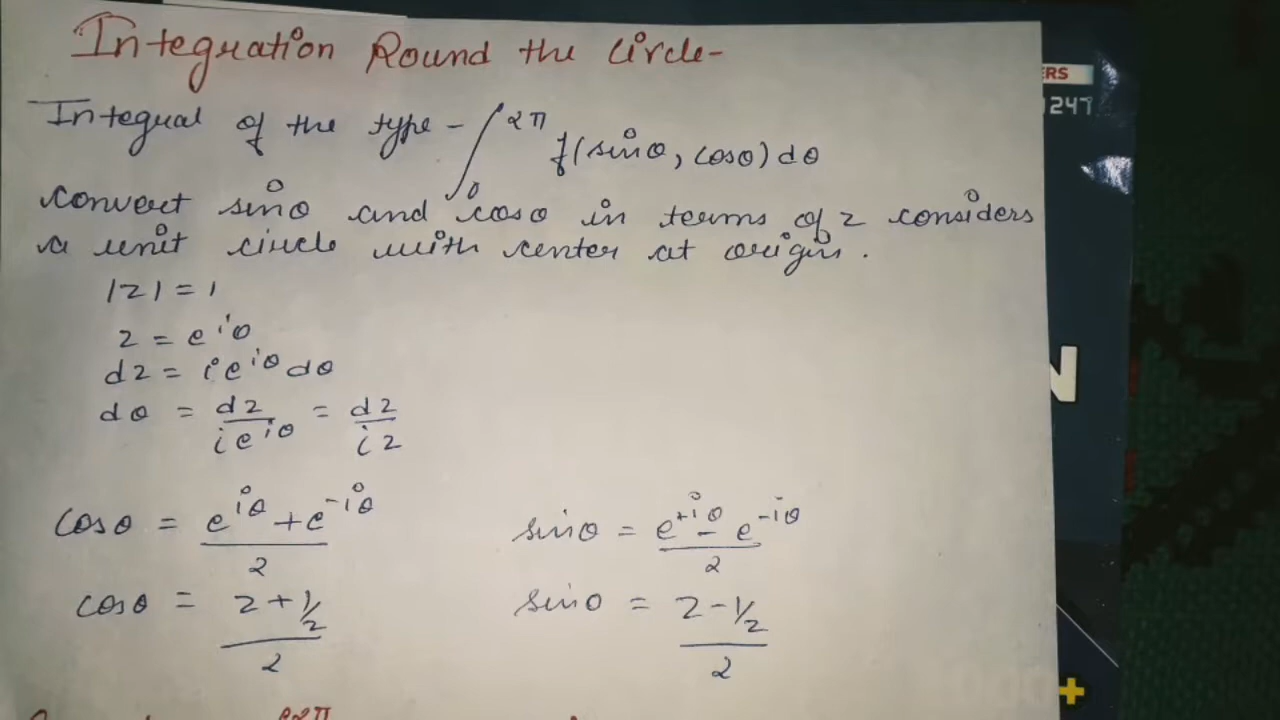 Integration Round the Circle-
Integral of the type - ∫₀^2π f(sinθ, cosθ) dθ
convert sinθ and cosθ in terms of z considers
a unit circle with center at origin.
|z| = 1
z = e^iθ
dz = ie^iθ dθ
dθ = dz/ie^iθ = dz/iz
cosθ = (e^iθ + e^-iθ)/2
sinθ = (e^+iθ - e^-iθ)/2
cosθ = (z + 1/z)/2
sinθ = (z - 1/z)/2
ERS
1247
N
+